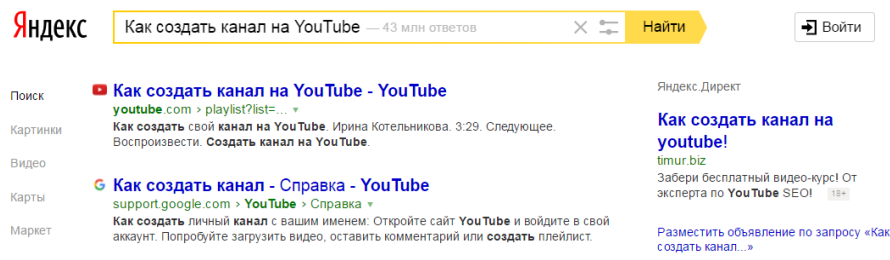 Яндекс
Как создать канал на YouTube — 43 млн ответов
Найти
Войти
Поиск
Картинки
Видео
Карты
Маркет
Как создать канал на YouTube - YouTube
youtube.com › playlist?list=...
Как создать свой канал на YouTube. Ирина Котельникова. 3:29. Следующее.
Воспроизвести. Создать канал на YouTube.
Как создать канал - Справка - YouTube
support.google.com › YouTube › Справка
Как создать личный канал с вашим именем: Откройте сайт YouTube и войдите в свой
аккаунт. Попробуйте загрузить видео, оставить комментарий или создать плейлист.
Яндекс.Директ
Как создать канал на
youtube!
timur.biz
Забери бесплатный видео-курс! От
эксперта по YouTube SEO! 18+
Разместить объявление по запросу «Как
создать канал...»